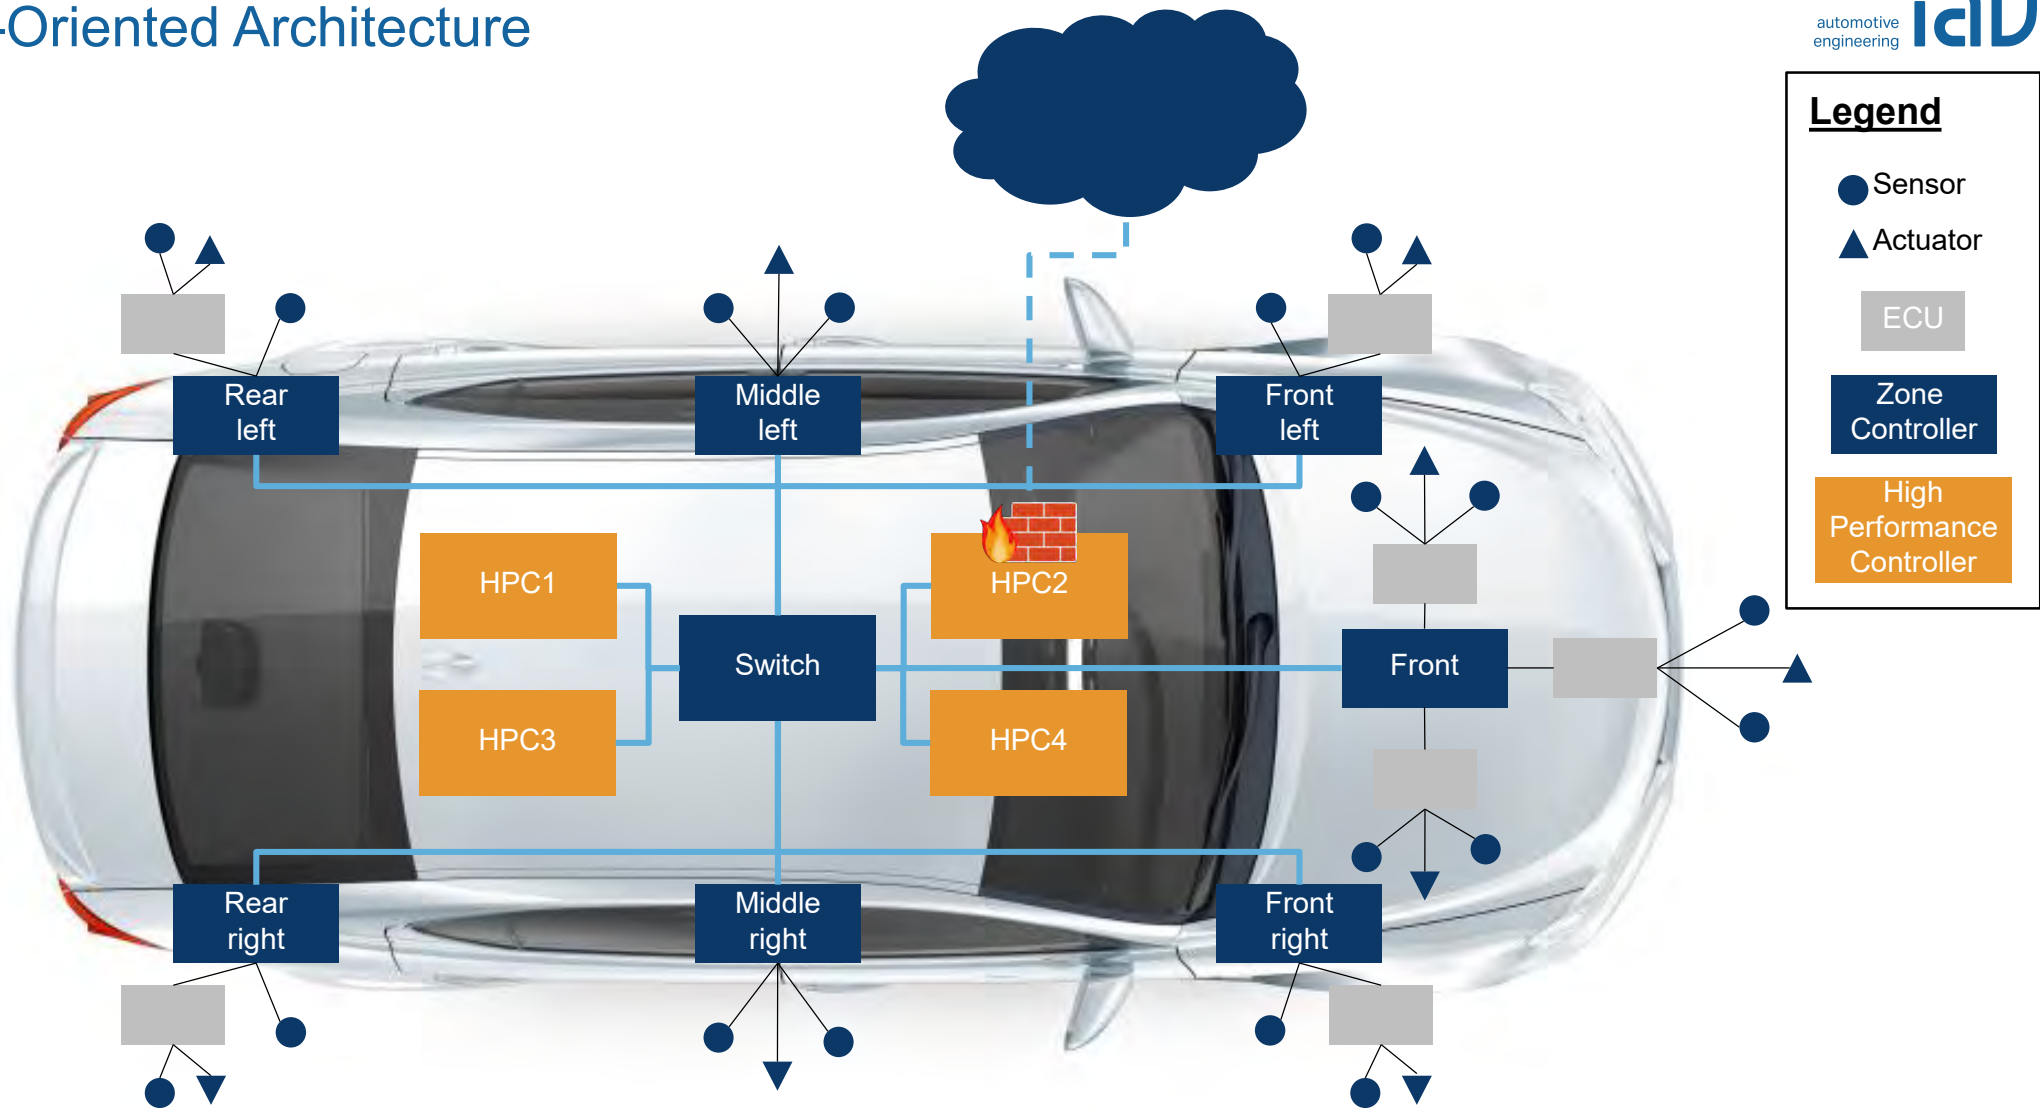 -Oriented Architecture
automotive
engineering
iav
Legend
Sensor
Actuator
ECU
Zone
Controller
High
Performance
Controller
Rear
left
Middle
left
Front
left
HPC1
HPC2
Switch
Front
HPC3
HPC4
Rear
right
Middle
right
Front
right